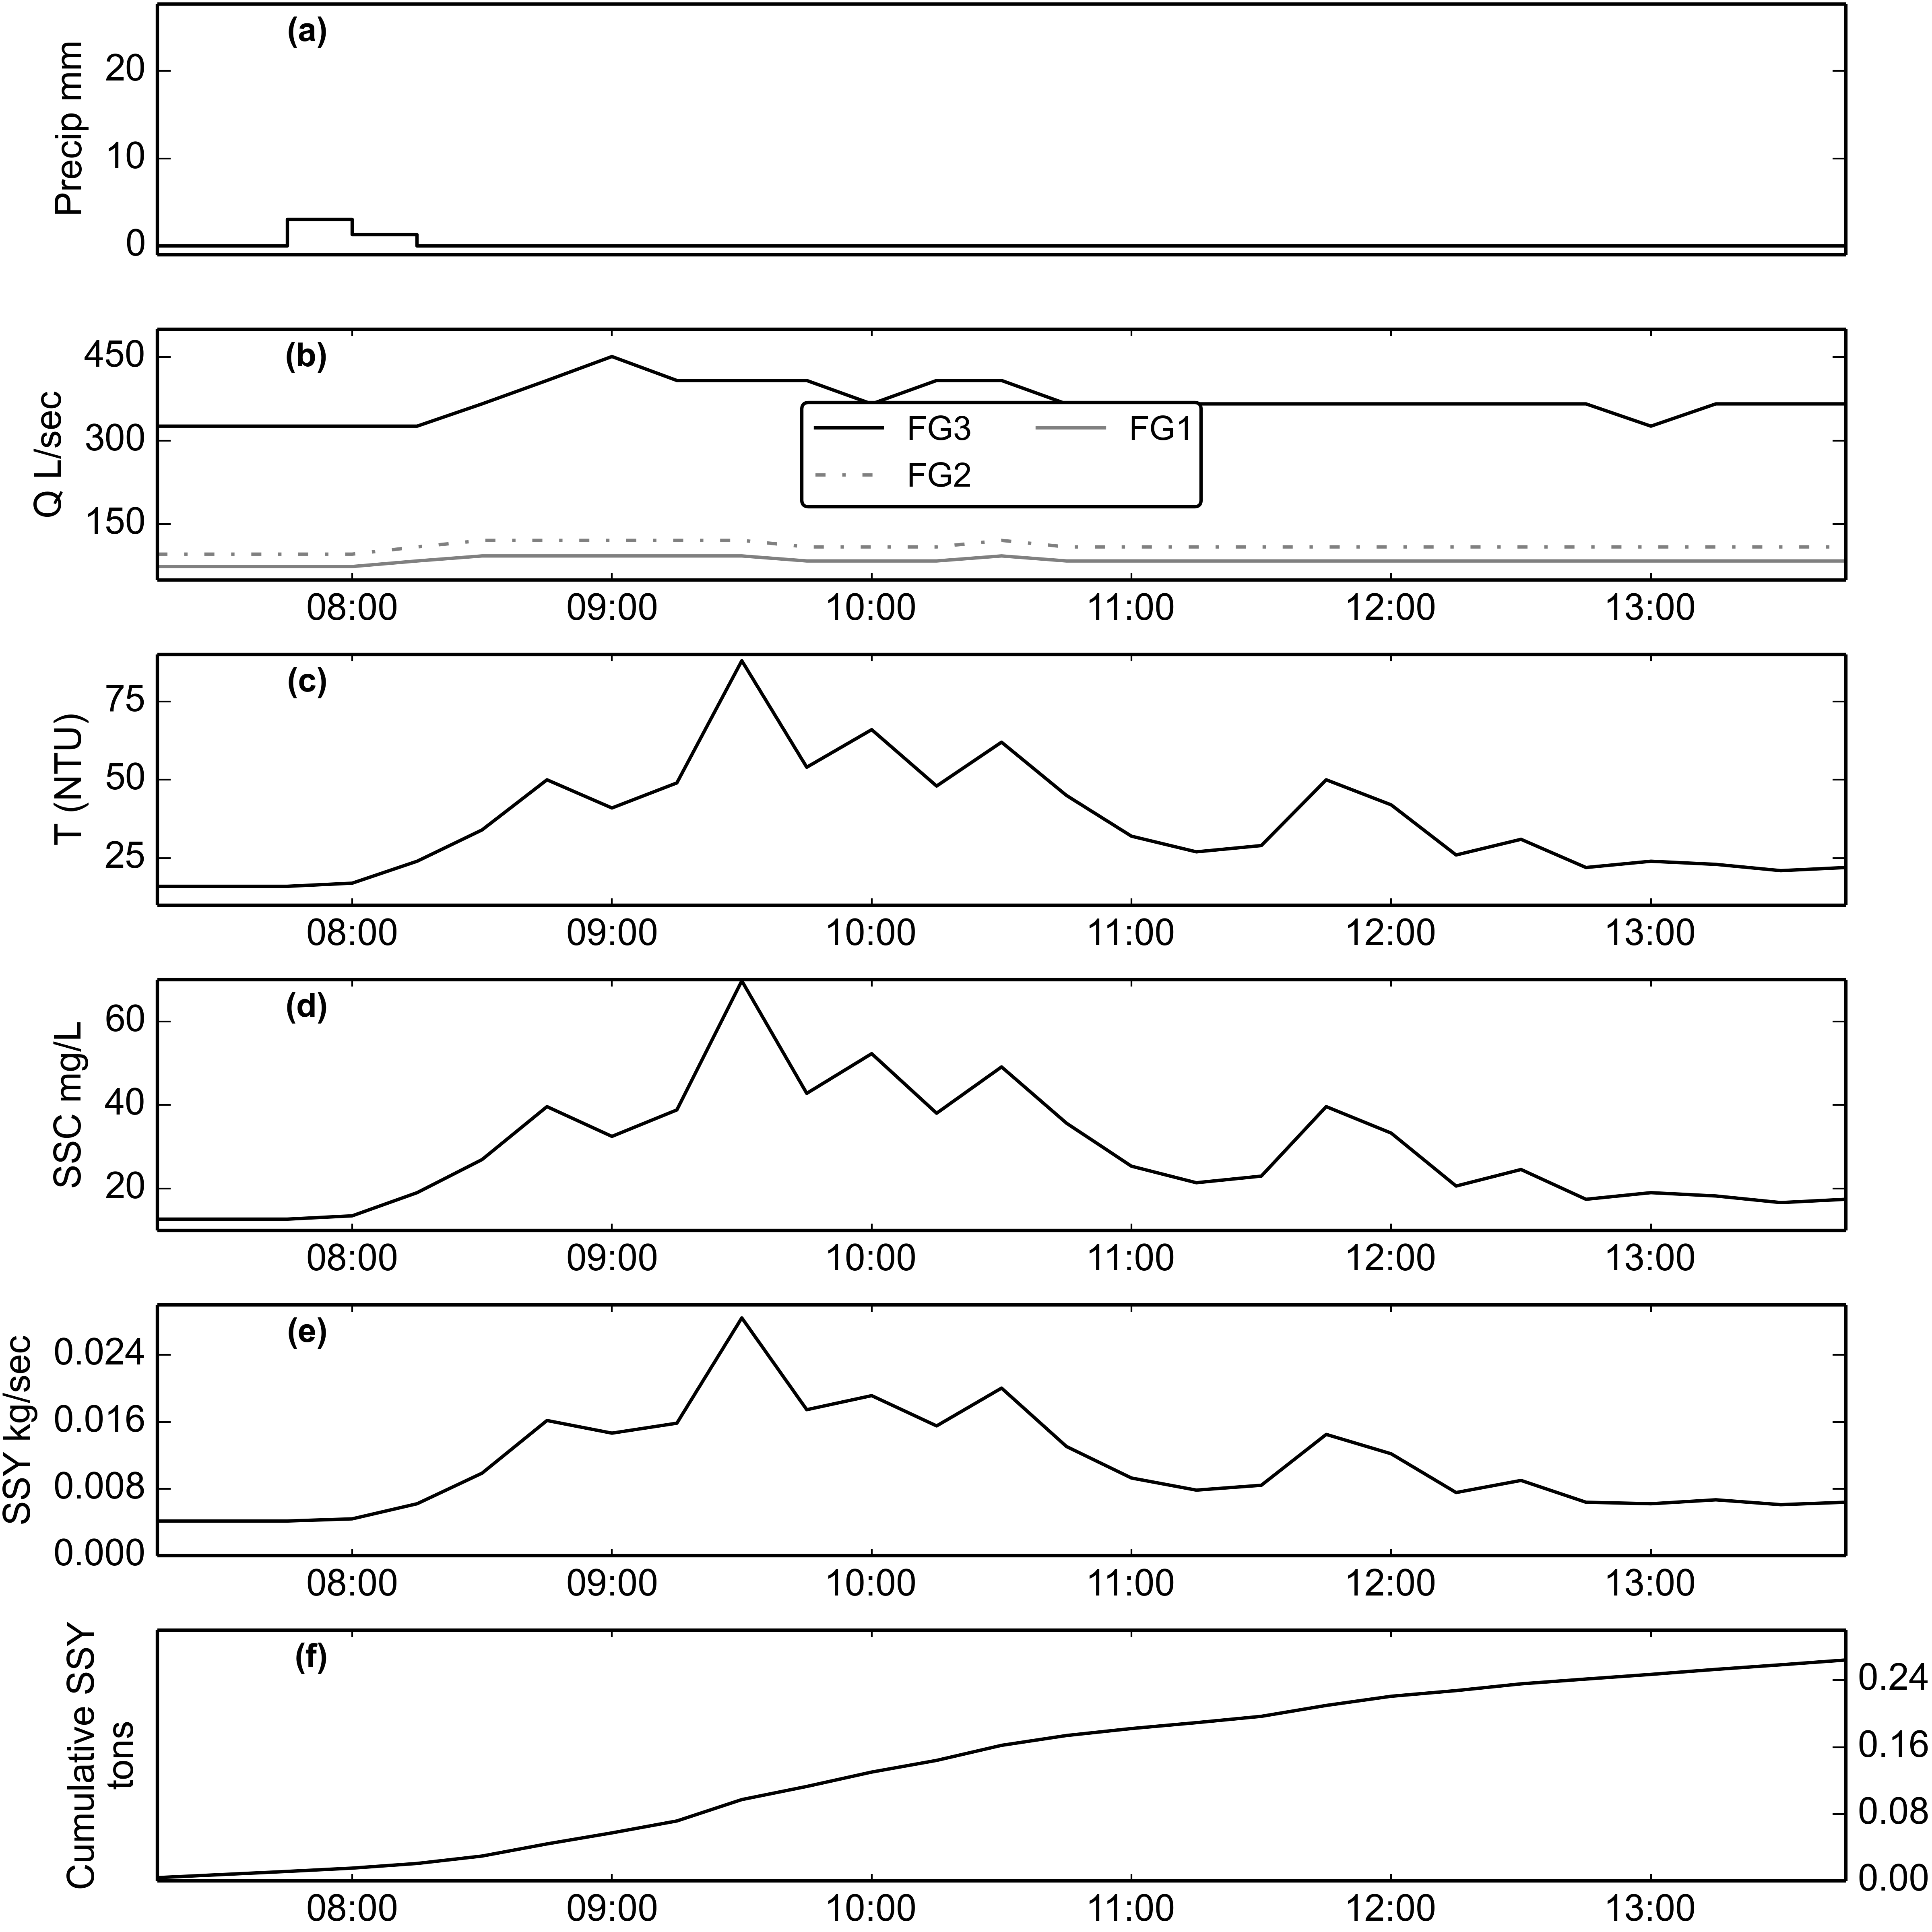 (a)
Precip mm
20
10
0
(b)
Q L/sec
450
300
150
FG3 FG1
FG2
08:00 09:00 10:00 11:00 12:00 13:00
(c)
T (NTU)
75
50
25
08:00 09:00 10:00 11:00 12:00 13:00
(d)
SSC mg/L
60
40
20
08:00 09:00 10:00 11:00 12:00 13:00
(e)
SSY kg/sec
0.024
0.016
0.008
0.000
08:00 09:00 10:00 11:00 12:00 13:00
(f)
Cumulative SSY
tons
0.24
0.16
0.08
0.00
08:00 09:00 10:00 11:00 12:00 13:00